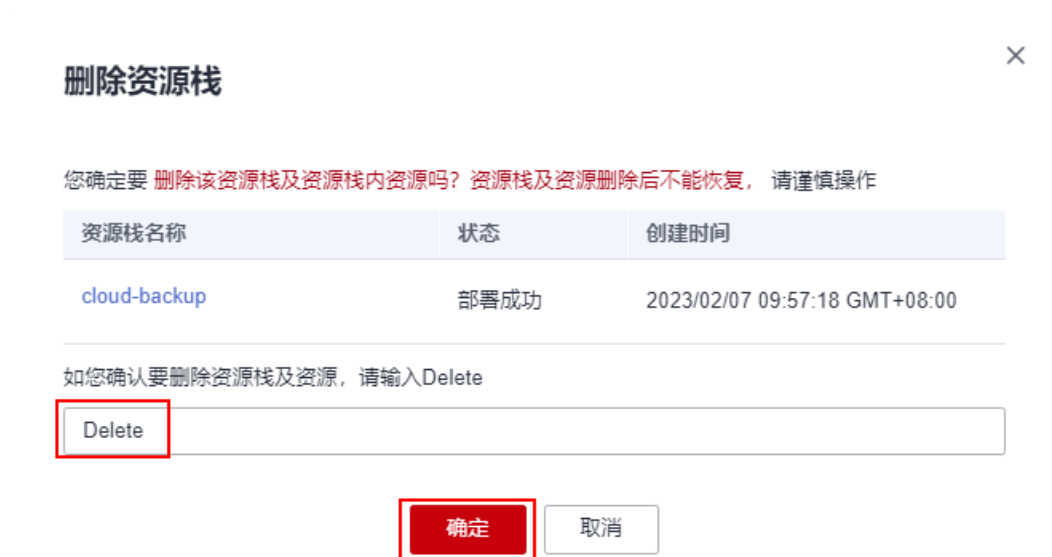 删除资源栈
×
您确定要 删除该资源栈及资源栈内资源吗？资源栈及资源删除后不能恢复， 请谨慎操作
资源栈名称 状态 创建时间
cloud-backup 部署成功 2023/02/07 09:57:18 GMT+08:00
如您确认要删除资源栈及资源，请输入Delete
Delete
确定 取消